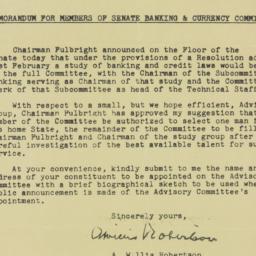 MORANDUM FOR MEMBERS OF SENATE BANKING & CURRENCY COMM
Chairman Fulbright announced on the Floor of the
nate today that under the provisions of a Resolution ad
st February a study of banking and credit laws would be
the full Committee, with the Chairman of the Subcommit
nking serving as Chairman of that study and the Committ
erk of that Subcommittee as head of the Technical Staff
With respect to a small, but we hope efficient, Advi
oup, Chairman Fulbright has approved my suggestion that
mber of the Committee be authorized to select one man f
s home State, the remainder of the Committee to be fill
airman Fulbright and Chairman of the study group after
reful investigation of the best available talent for su
rvice.
At your convenience, kindly submit to me the name an
dress of your constituent to be appointed on the Adviso
mmittee with a brief biographical sketch to be used whe
blic announcement is made of the Advisory Committee's
pointment.
Sincerely yours,
A. Willis Robertson
A. Willis Robertson